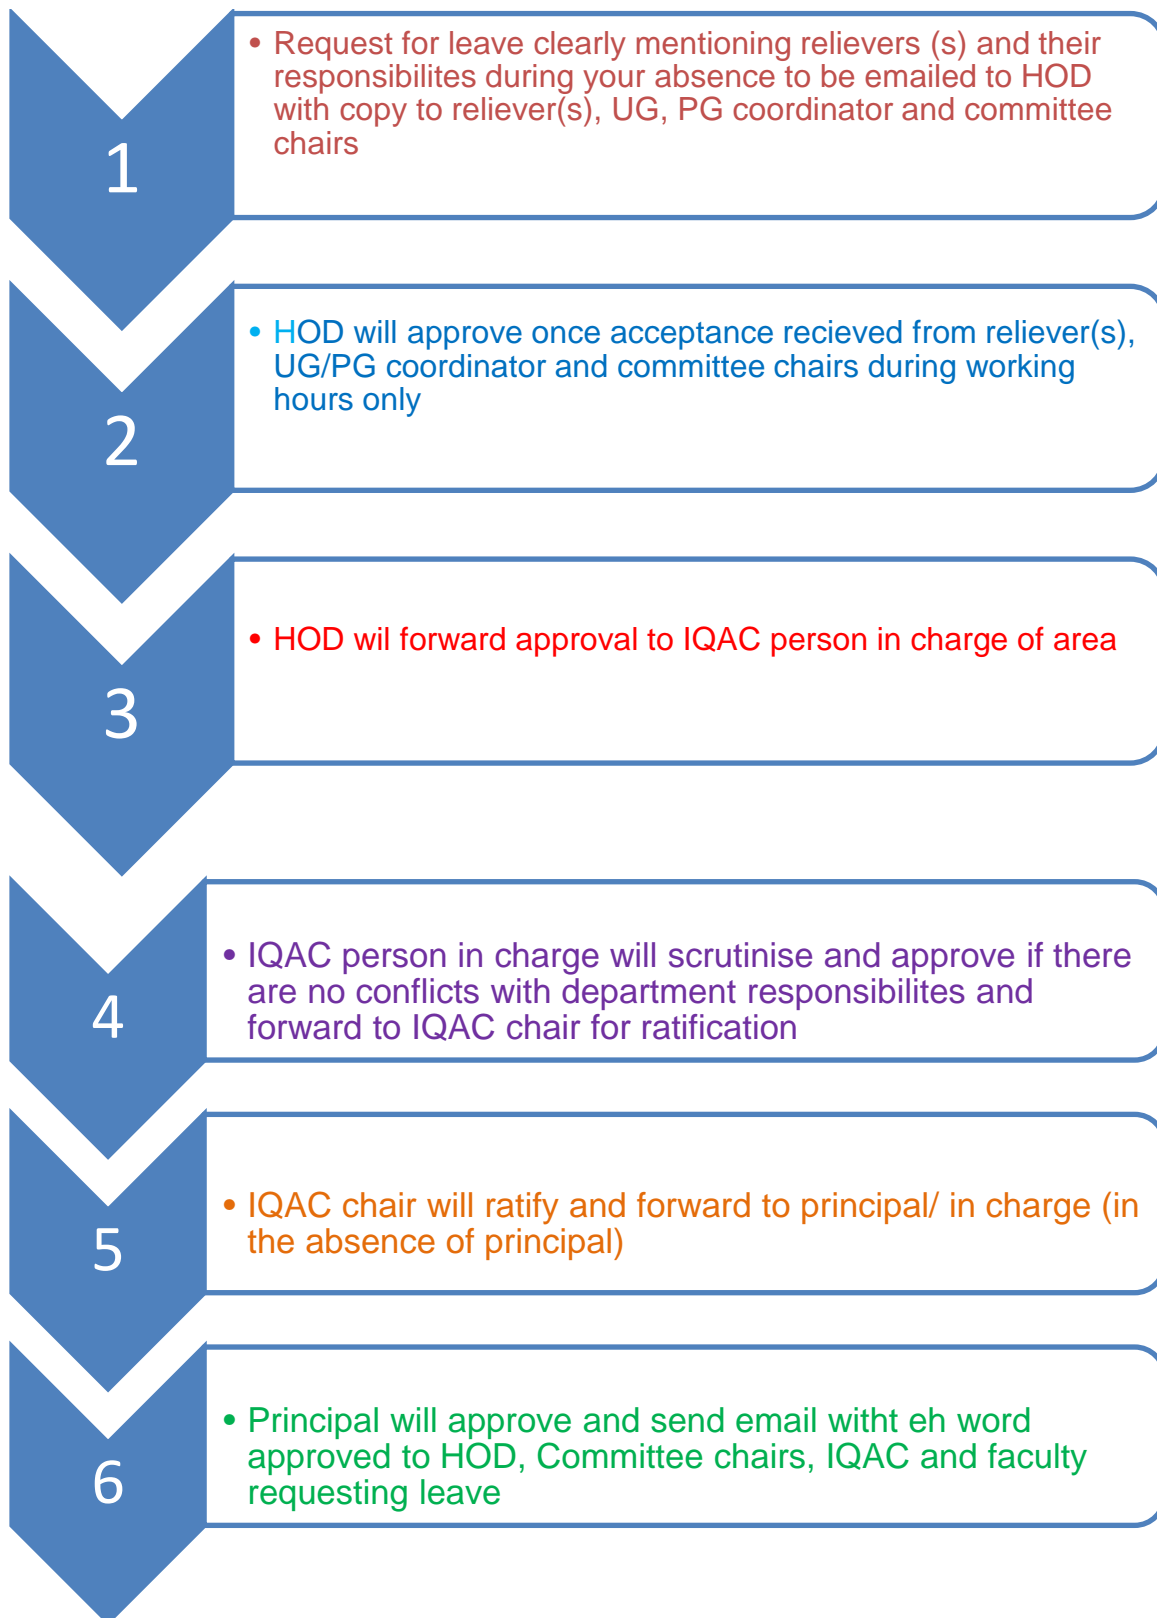 1
• Request for leave clearly mentioning relievers (s) and their
responsibilites during your absence to be emailed to HOD
with copy to reliever(s), UG, PG coordinator and committee
chairs
2
• HOD will approve once acceptance recieved from reliever(s),
UG/PG coordinator and committee chairs during working
hours only
3
• HOD wil forward approval to IQAC person in charge of area
4
• IQAC person in charge will scrutinise and approve if there
are no conflicts with department responsibilites and
forward to IQAC chair for ratification
5
• IQAC chair will ratify and forward to principal/ in charge (in
the absence of principal)
6
• Principal will approve and send email witht eh word
approved to HOD, Committee chairs, IQAC and faculty
requesting leave